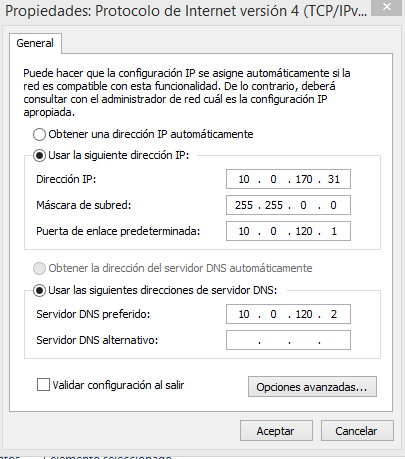 Propiedades: Protocolo de Internet versión 4 (TCP/IPv...
General
Puede hacer que la configuración IP se asigne automáticamente si la
red es compatible con esta funcionalidad. De lo contrario, deberá
consultar con el administrador de red cuál es la configuración IP
apropiada.
Obtener una dirección IP automáticamente
Usar la siguiente dirección IP:
Dirección IP: 10 . 0 . 170 . 31
Máscara de subred: 255 . 255 . 0 . 0
Puerta de enlace predeterminada: 10 . 0 . 120 . 1
Obtener la dirección del servidor DNS automáticamente
Usar las siguientes direcciones de servidor DNS:
Servidor DNS preferido: 10 . 0 . 120 . 2
Servidor DNS alternativo: . . .
Validar configuración al salir
Opciones avanzadas...
Aceptar Cancelar
1 elemento seleccionado